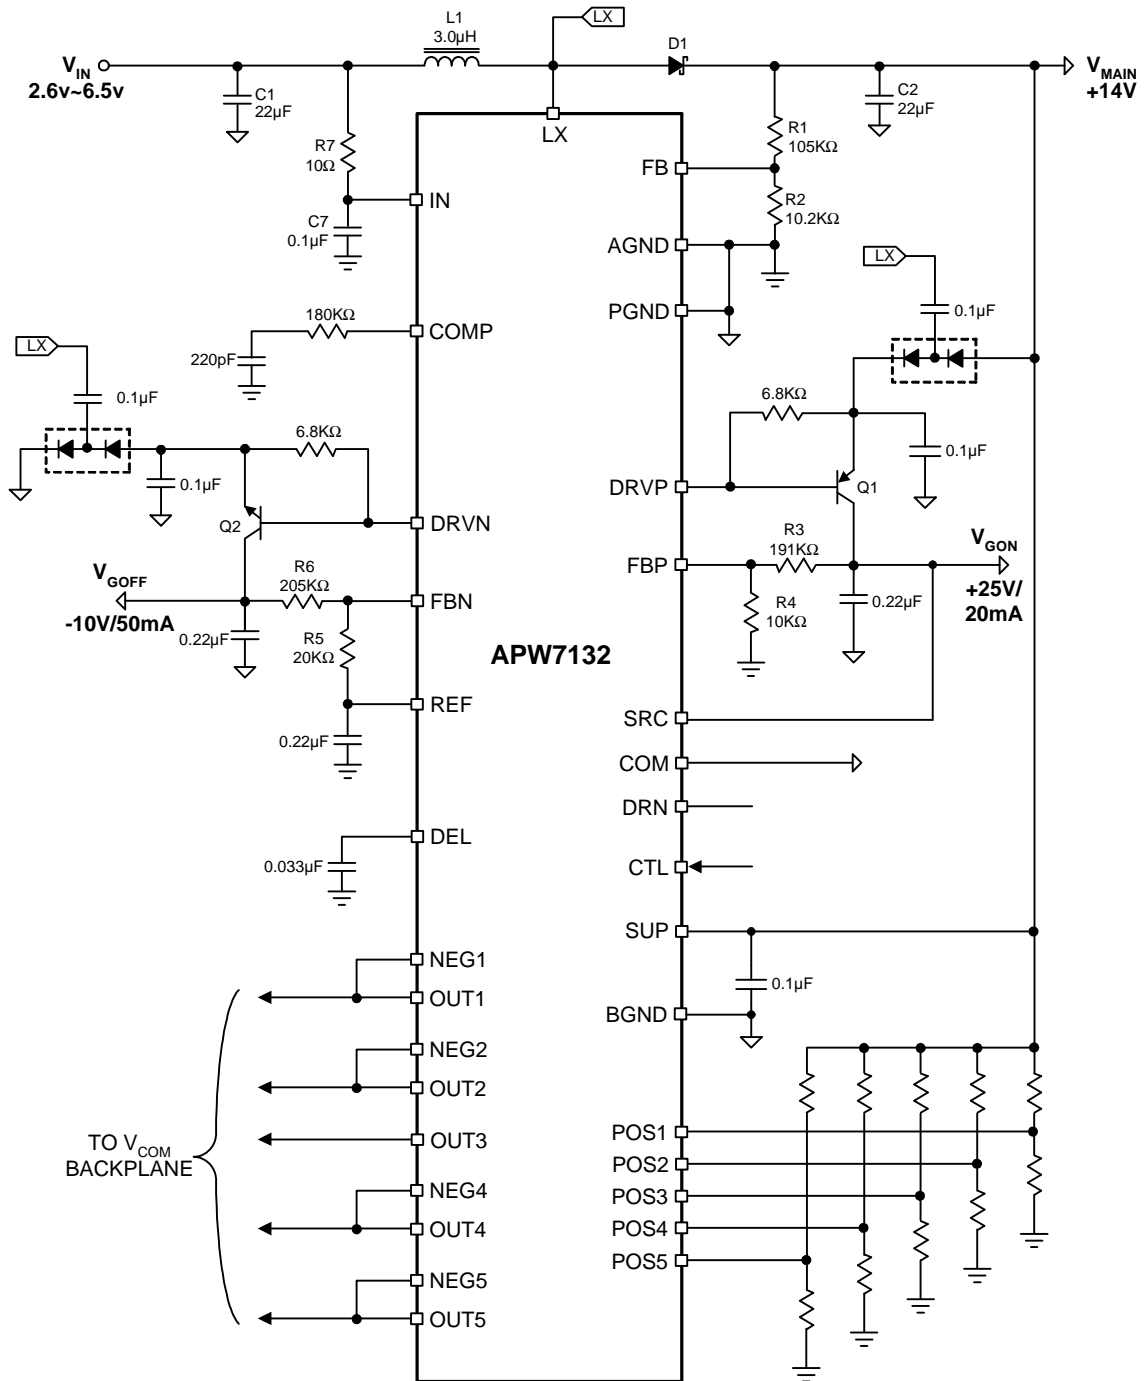 L1
3.0µH
LX
D1
V_IN
2.6v~6.5v
C1
22µF
C2
22µF
V_MAIN
+14V
LX
R7
10Ω
R1
105KΩ
FB
IN
R2
10.2KΩ
C7
0.1µF
AGND
LX
PGND
0.1µF
180KΩ
COMP
LX
220pF
0.1µF
6.8KΩ
6.8KΩ
0.1µF
0.1µF
DRVP
Q1
Q2
DRVN
R3
191KΩ
V_GON
FBP
R6
205KΩ
V_GOFF
FBN
+25V/
20mA
-10V/50mA
R4
10KΩ
0.22µF
0.22µF
R5
20KΩ
APW7132
REF
SRC
0.22µF
COM
DRN
DEL
0.033µF
CTL
SUP
NEG1
0.1µF
OUT1
BGND
NEG2
OUT2
POS1
OUT3
TO V_COM
BACKPLANE
POS2
NEG4
POS3
OUT4
POS4
POS5
NEG5
OUT5